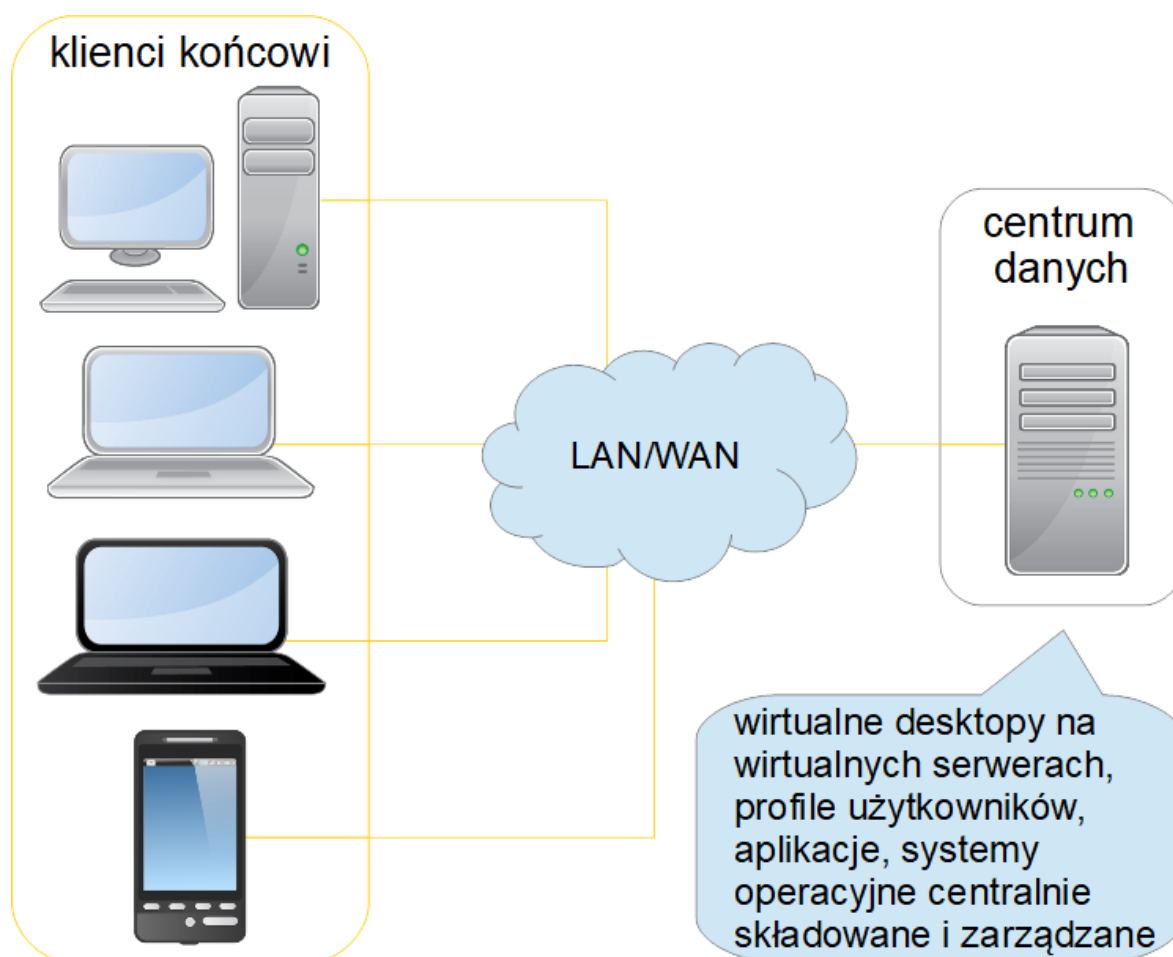 klienci końcowi
centrum
danych
LAN/WAN
wirtualne desktopy na
wirtualnych serwerach,
profile użytkowników,
aplikacje, systemy
operacyjne centralnie
składowane i zarządzane